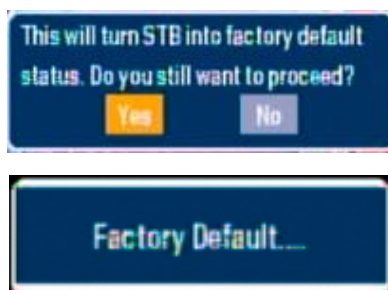 This will turn STB into factory default
status. Do you still want to proceed?
Yes No
Factory Default....